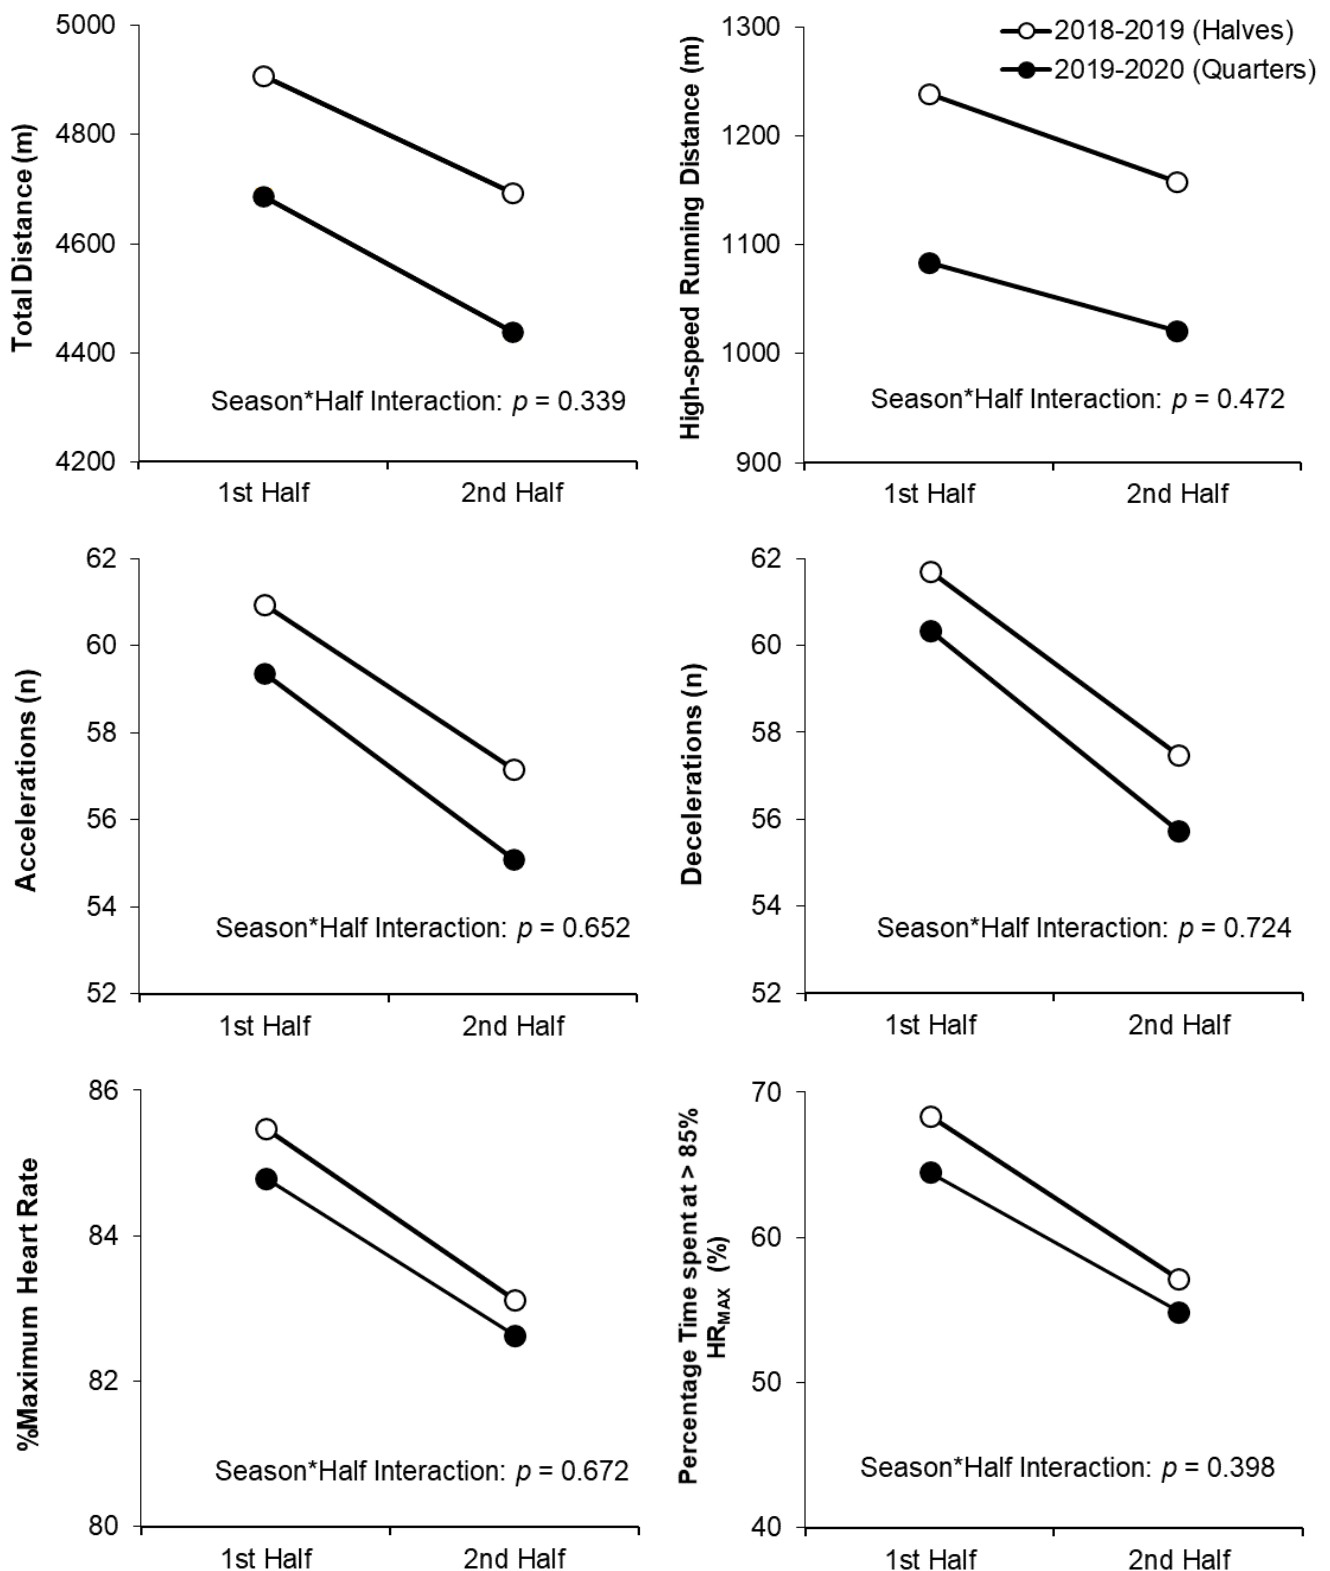 2018-2019 (Halves)
2019-2020 (Quarters)
Total Distance (m)
5000
4800
4600
4400
4200
Season*Half Interaction: p = 0.339
1st Half
2nd Half
High-speed Running Distance (m)
1300
1200
1100
1000
900
Season*Half Interaction: p = 0.472
1st Half
2nd Half
Accelerations (n)
62
60
58
56
54
52
Season*Half Interaction: p = 0.652
1st Half
2nd Half
Decelerations (n)
62
60
58
56
54
52
Season*Half Interaction: p = 0.724
1st Half
2nd Half
%Maximum Heart Rate
86
84
82
80
Season*Half Interaction: p = 0.672
1st Half
2nd Half
Percentage Time spent at > 85%
HRMAX (%)
70
60
50
40
Season*Half Interaction: p = 0.398
1st Half
2nd Half